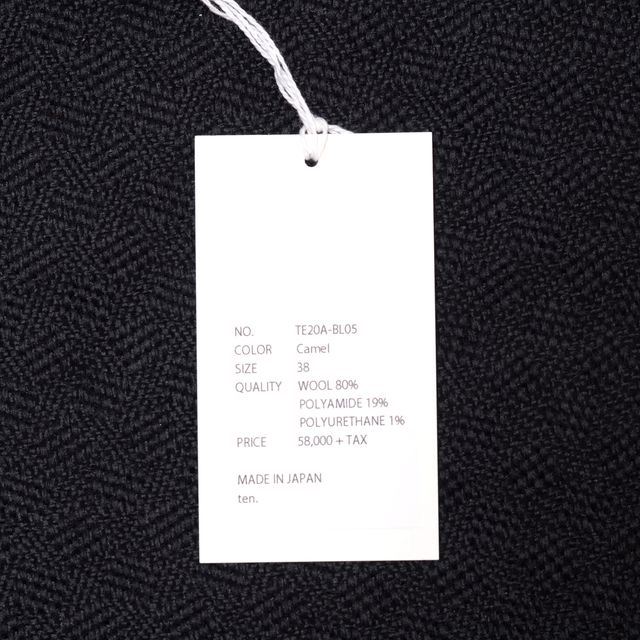 NO. TE20A-BL05
COLOR Camel
SIZE 38
QUALITY WOOL 80%
POLYAMIDE 19%
POLYURETHANE 1%
PRICE 58,000 + TAX
MADE IN JAPAN
ten.